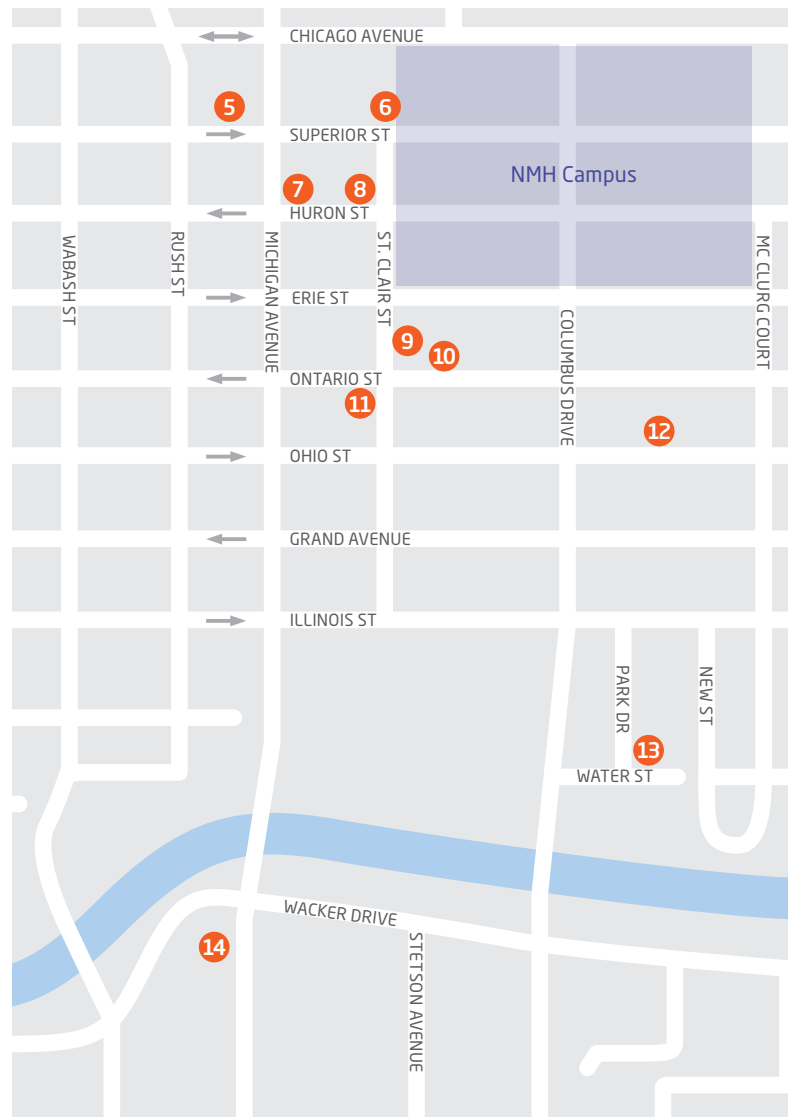 CHICAGO AVENUE
5
6
SUPERIOR ST
NMH Campus
7
8
HURON ST
WABASH ST
RUSH ST
MICHIGAN AVENUE
ST. CLAIR ST
MC CLURG COURT
ERIE ST
COLUMBUS DRIVE
9
10
ONTARIO ST
11
12
OHIO ST
GRAND AVENUE
ILLINOIS ST
PARK DR
NEW ST
13
WATER ST
WACKER DRIVE
14
STETSON AVENUE